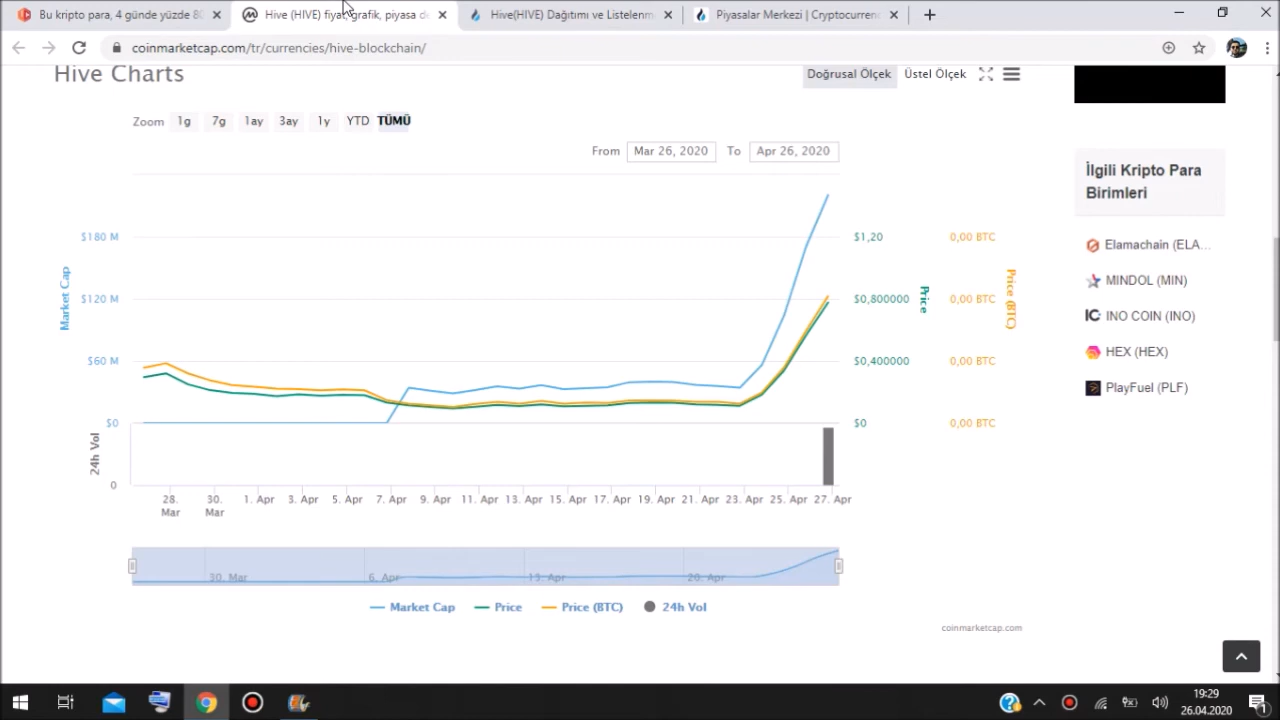 Bu kripto para, 4 günde yüzde 80
Hive (HIVE) fiyat, grafik, piyasa de
Hive(HIVE) Dağıtımı ve Listelenm
Piyasalar Merkezi | Cryptocurrenc
coinmarketcap.com/tr/currencies/hive-blockchain/
Hive Charts
Doğrusal Ölçek
Üstel Ölçek
Zoom 1g 7g 1ay 3ay 1y YTD TÜMÜ
From Mar 26, 2020 To Apr 26, 2020
$180 M
$120 M
$60 M
$0
Market Cap
$1,20
$0,800000
$0,400000
$0
Price
0,00 BTC
0,00 BTC
0,00 BTC
0,00 BTC
Price (BTC)
24h Vol
0
28. Mar
30. Mar
1. Apr
3. Apr
5. Apr
7. Apr
9. Apr
11. Apr
13. Apr
15. Apr
17. Apr
19. Apr
21. Apr
23. Apr
25. Apr
27. Apr
30. Mar
6. Apr
13. Apr
20. Apr
Market Cap
Price
Price (BTC)
24h Vol
coinmarketcap.com
İlgili Kripto Para
Birimleri
Elamachain (ELA...
MINDOL (MIN)
INO COIN (INO)
HEX (HEX)
PlayFuel (PLF)
19:29
26.04.2020
1